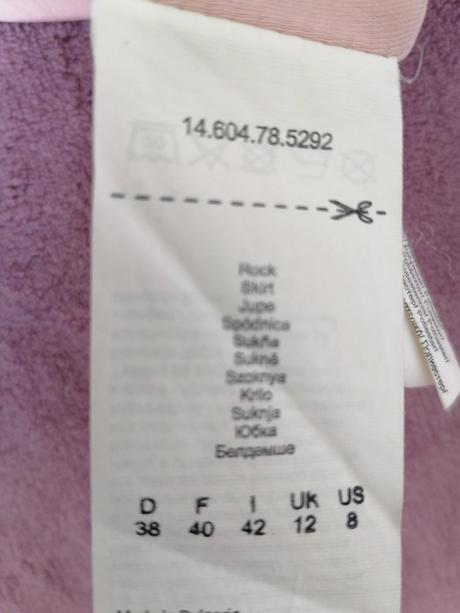 14.604.78.5292
Rock
Skirt
Jupe
Spódnica
Sukňa
Sukně
Szoknya
Krilo
Suknja
Юбка
Белдемше
D F I UK US
38 40 42 12 8